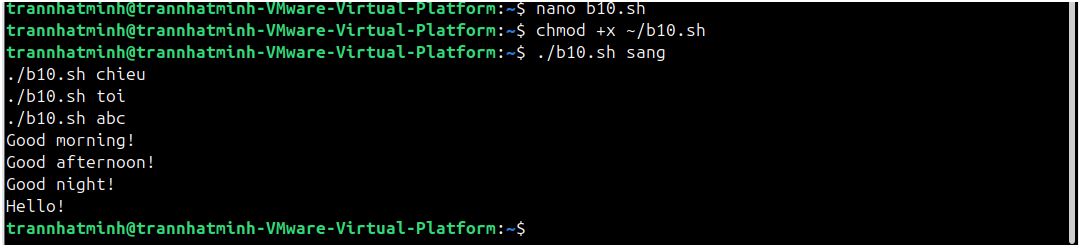 trannhatminh@trannhatminh-VMware-Virtual-Platform:~$ nano b10.sh
trannhatminh@trannhatminh-VMware-Virtual-Platform:~$ chmod +x ~/b10.sh
trannhatminh@trannhatminh-VMware-Virtual-Platform:~$ ./b10.sh sang
./b10.sh chieu
./b10.sh toi
./b10.sh abc
Good morning!
Good afternoon!
Good night!
Hello!
trannhatminh@trannhatminh-VMware-Virtual-Platform:~$